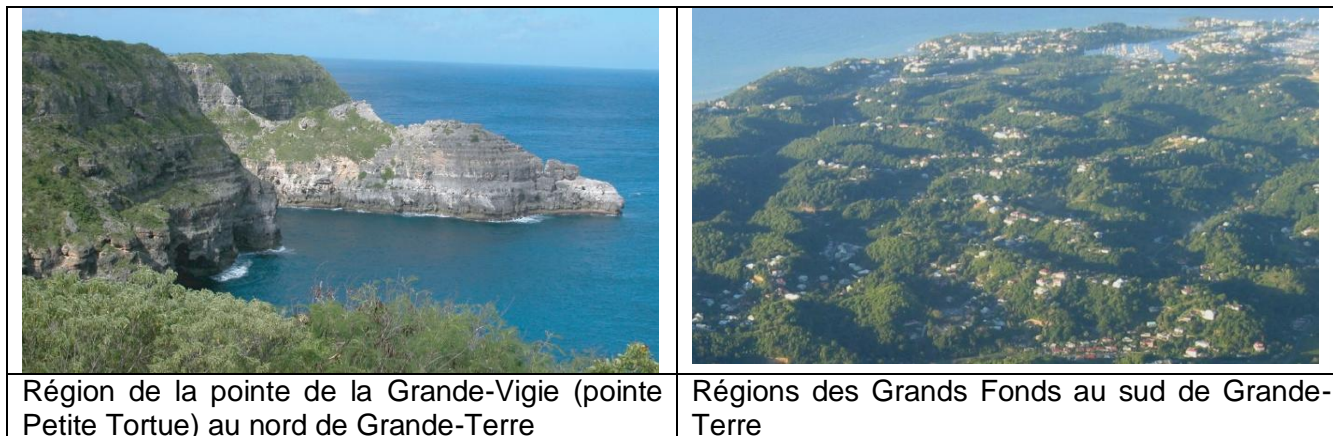 Région de la pointe de la Grande-Vigie (pointe
Petite Tortue) au nord de Grande-Terre
Régions des Grands Fonds au sud de Grande-
Terre